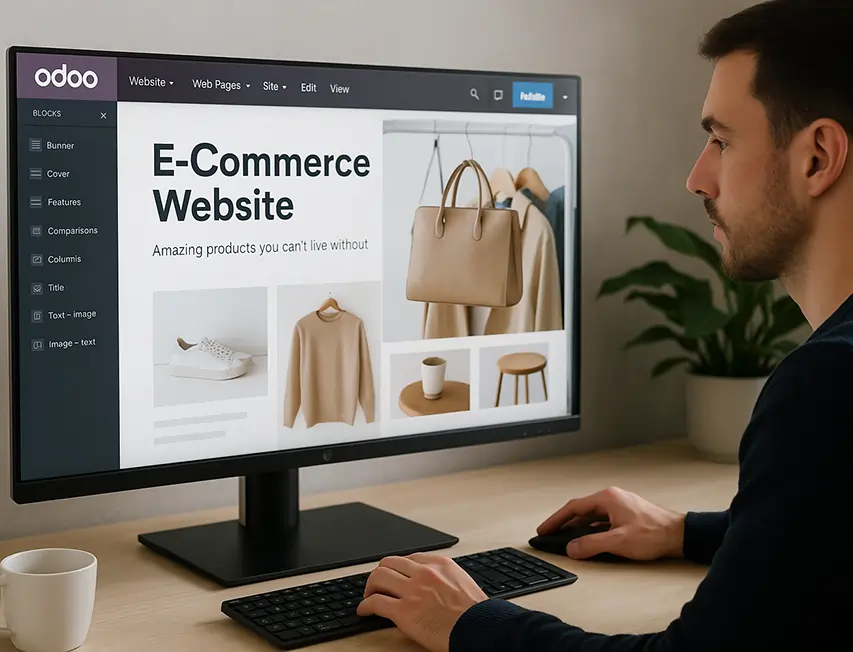 odoo
Website
Web Pages
Site
Edit
View
BLOCKS
Bunner
Cover
Features
Comparisons
Columis
Title
Text – image
Image – text
E-Commerce
Website
Amazing products you can't live without